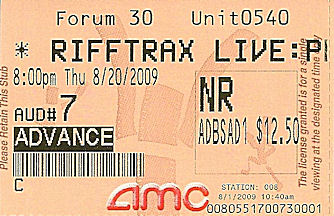 Forum 30 Unit0540
* RIFFTRAX LIVE:P
8:00pm Thu 8/20/2009
NR
AUD#7
ADBSAD1 $12.50
ADVANCE
C
amc
STATION: 008
8/1/2009 10:40am
0080551700730001
Please Retain This Stub
The license granted is for a single
viewing at the designated time